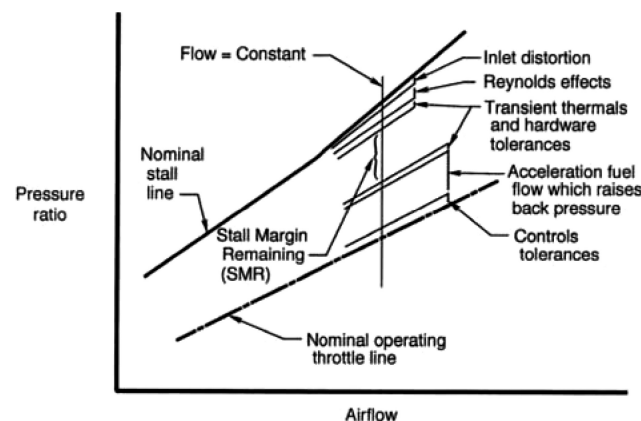 Flow = Constant
Inlet distortion
Reynolds effects
Transient thermals
and hardware
tolerances
Nominal
stall
line
Pressure
ratio
Acceleration fuel
flow which raises
back pressure
Stall Margin
Remaining
(SMR)
Controls
tolerances
Nominal operating
throttle line
Airflow